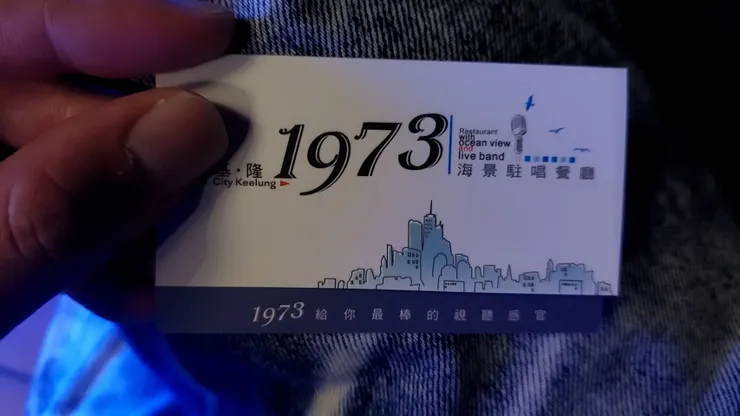 基·隆
City Keelung
1973
Restaurant
with
ocean view
and
live band
海景駐唱餐廳
1973 給你最棒的視聽感官